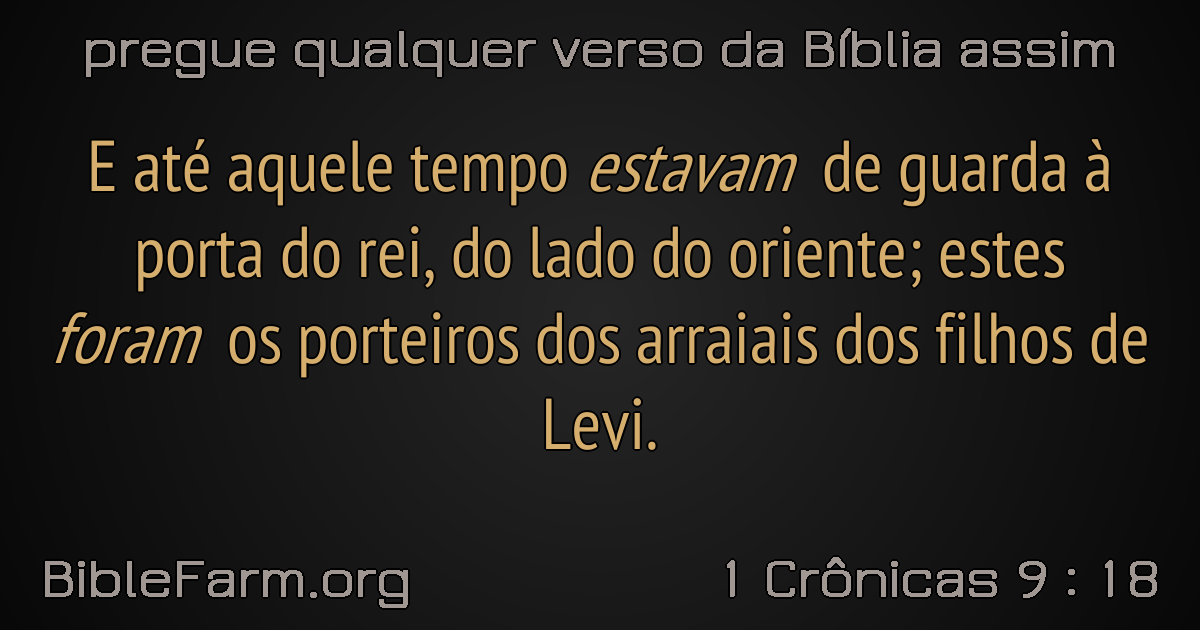 pregue qualquer verso da Bíblia assim
E até aquele tempo estavam de guarda à
porta do rei, do lado do oriente; estes
foram os porteiros dos arraiais dos filhos de
Levi.
BibleFarm.org
1 Crônicas 9 : 18